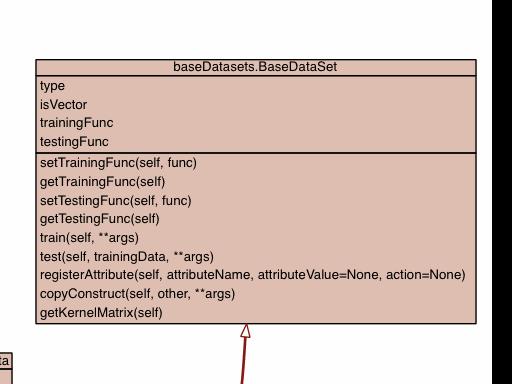 baseDatasets.BaseDataSet
type
isVector
trainingFunc
testingFunc
setTrainingFunc(self, func)
getTrainingFunc(self)
setTestingFunc(self, func)
getTestingFunc(self)
train(self, **args)
test(self, trainingData, **args)
registerAttribute(self, attributeName, attributeValue=None, action=None)
copyConstruct(self, other, **args)
getKernelMatrix(self)
ta